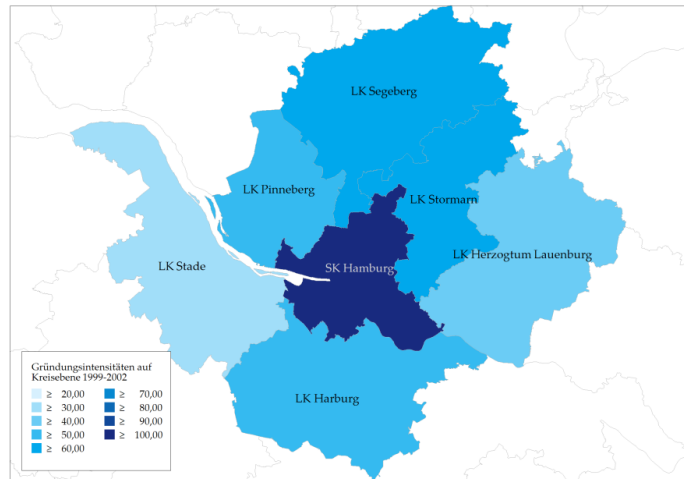 LK Segeberg
LK Pinneberg
LK Stormarn
LK Herzogtum Lauenburg
LK Stade
SK Hamburg
LK Harburg
Gründungsintensitäten auf
Kreisebene 1999-2002
≥ 20,00
≥ 30,00
≥ 40,00
≥ 50,00
≥ 60,00
≥ 70,00
≥ 80,00
≥ 90,00
≥ 100,00